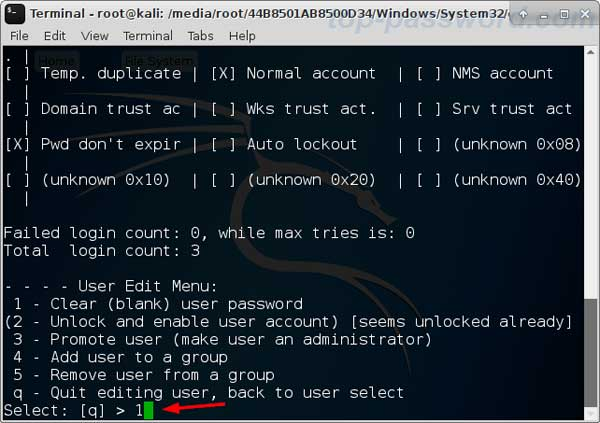 Terminal - root@kali: /media/root/44B8501AB8500D34/Windows/System32/
top-password.com
File Edit View Terminal Tabs Help
Home File System
. |
[ ] Temp. duplicate | [X] Normal account | [ ] NMS account
|
[ ] Domain trust ac | [ ] Wks trust act. | [ ] Srv trust act
|
[X] Pwd don't expir | [ ] Auto lockout | [ ] (unknown 0x08)
|
[ ] (unknown 0x10) | [ ] (unknown 0x20) | [ ] (unknown 0x40)
|
Failed login count: 0, while max tries is: 0
Total login count: 3
- - - - User Edit Menu:
1 - Clear (blank) user password
(2 - Unlock and enable user account) [seems unlocked already]
3 - Promote user (make user an administrator)
4 - Add user to a group
5 - Remove user from a group
q - Quit editing user, back to user select
Select: [q] > 1